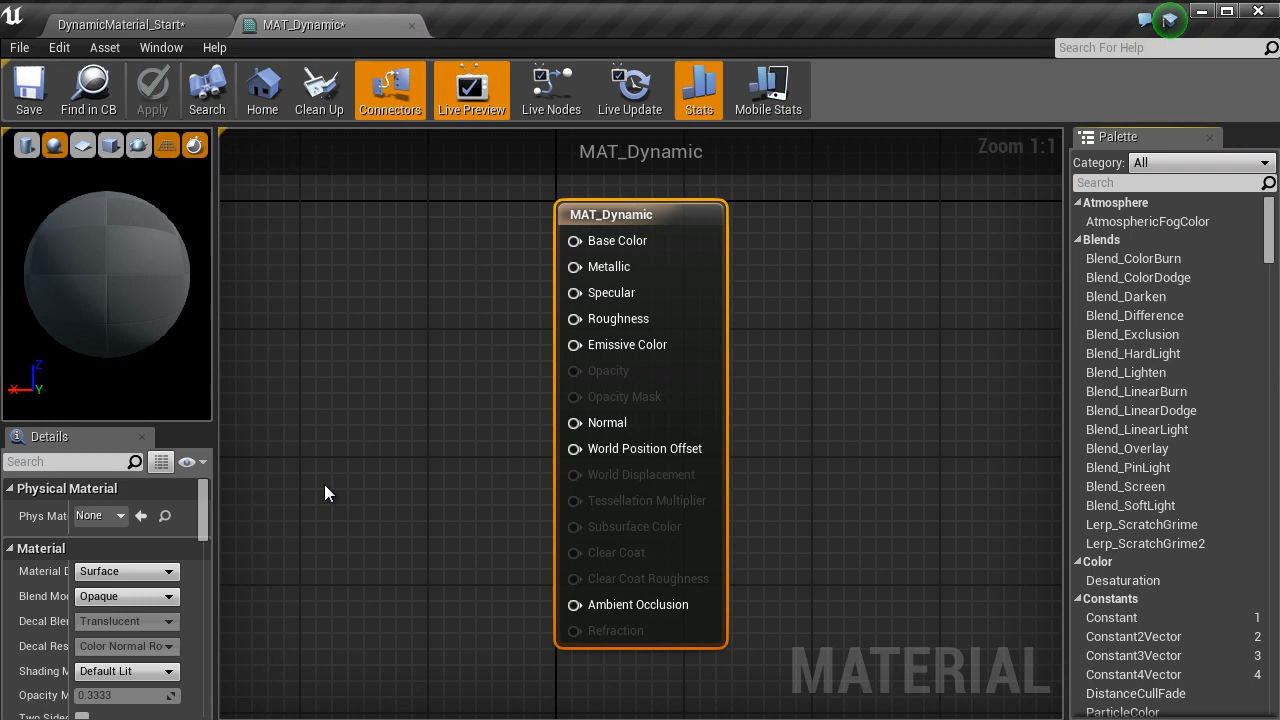 DynamicMaterial_Start*
MAT_Dynamic*
File Edit Asset Window Help
Search For Help
Save Find in CB Apply Search Home Clean Up Connectors Live Preview Live Nodes Live Update Stats Mobile Stats
MAT_Dynamic
Zoom 1:1
MAT_Dynamic
Base Color
Metallic
Specular
Roughness
Emissive Color
Opacity
Opacity Mask
Normal
World Position Offset
World Displacement
Tessellation Multiplier
Subsurface Color
Clear Coat
Clear Coat Roughness
Ambient Occlusion
Refraction
MATERIAL
Z
X
Y
Details
Search
Physical Material
Phys Mat None
Material
Material D Surface
Blend Mo Opaque
Decal Blen Translucent
Decal Res Color Normal Ro
Shading M Default Lit
Opacity M 0.3333
Two Sided
Palette
Category: All
Search
Atmosphere
AtmosphericFogColor
Blends
Blend_ColorBurn
Blend_ColorDodge
Blend_Darken
Blend_Difference
Blend_Exclusion
Blend_HardLight
Blend_Lighten
Blend_LinearBurn
Blend_LinearDodge
Blend_LinearLight
Blend_Overlay
Blend_PinLight
Blend_Screen
Blend_SoftLight
Lerp_ScratchGrime
Lerp_ScratchGrime2
Color
Desaturation
Constants
Constant 1
Constant2Vector 2
Constant3Vector 3
Constant4Vector 4
DistanceCullFade
ParticleColor